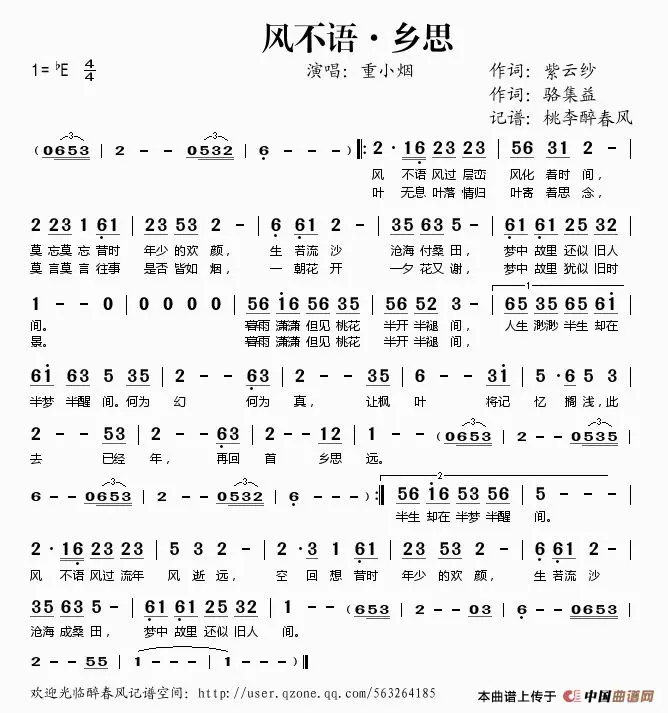 风不语·乡思
1=♭E 4/4
演唱：重小烟
作词：紫云纱
作词：骆集益
记谱：桃李醉春风
（0653 | 2 - - 0532 | 6 - - -）‖: 2· 16 23 23 | 56 31 2 - |
风 不语 风过 层峦 风化 着时 间，
叶 无息 叶落 情归 叶寄 着思 念，
2 23 1 61 | 23 53 2 - | 6 61 2 - | 35 65 3 - | 61 61 25 32 |
莫 忘莫 忘 昔时 年少 的欢 颜， 生 若流 沙 沧海 付桑 田， 梦中 故里 还似 旧人
莫 言莫 言 往事 是否 皆如 烟， 一 朝花 开 一夕 花又 谢， 梦中 故里 犹似 旧时
1 - - 0 | 0 0 0 0 | 56 16 56 35 | 56 52 3 - | 65 35 65 61 |
间。 暮雨 潇潇 但见 桃花 半开 半褪 间， 人生 渺渺 半生 却在
景。 暮雨 潇潇 但见 桃花 半开 半褪 间，
61 63 5 35 | 2 - - 63 | 2 - - 35 | 6 - - 31 | 5 · 65 3 |
半梦 半醒 间。何为 幻 何为 真， 让枫 叶 将记 忆 搁 浅，此
2 - - 53 | 2 - - 63 | 2 - - 12 | 1 - - （0653 | 2 - - 0535 |
去 已经 年， 再回 首 乡思 远。
6 - - 0653 | 2 - - 0532 | 6 - - -）:‖ 56 16 53 56 | 5 - - - |
半生 却在 半梦 半醒 间。
2· 16 23 23 | 5 3 2 - | 2· 3 1 61 | 23 53 2 - | 6 61 2 - |
风 不语 风过 流年 风 逝 远， 空 回 想 昔时 年少 的欢 颜， 生 若流 沙
35 65 3 - | 61 61 25 32 | 1 - - （653 | 2 - - 03 | 6 - - 653 |
沧海 成桑 田， 梦中 故里 还似 旧人 间。
2 - - 55 | 1 - - - | 1 - - -）‖
欢迎光临醉春风记谱空间：http://user.qzone.qq.com/563264185
本曲谱上传于 中国曲谱网